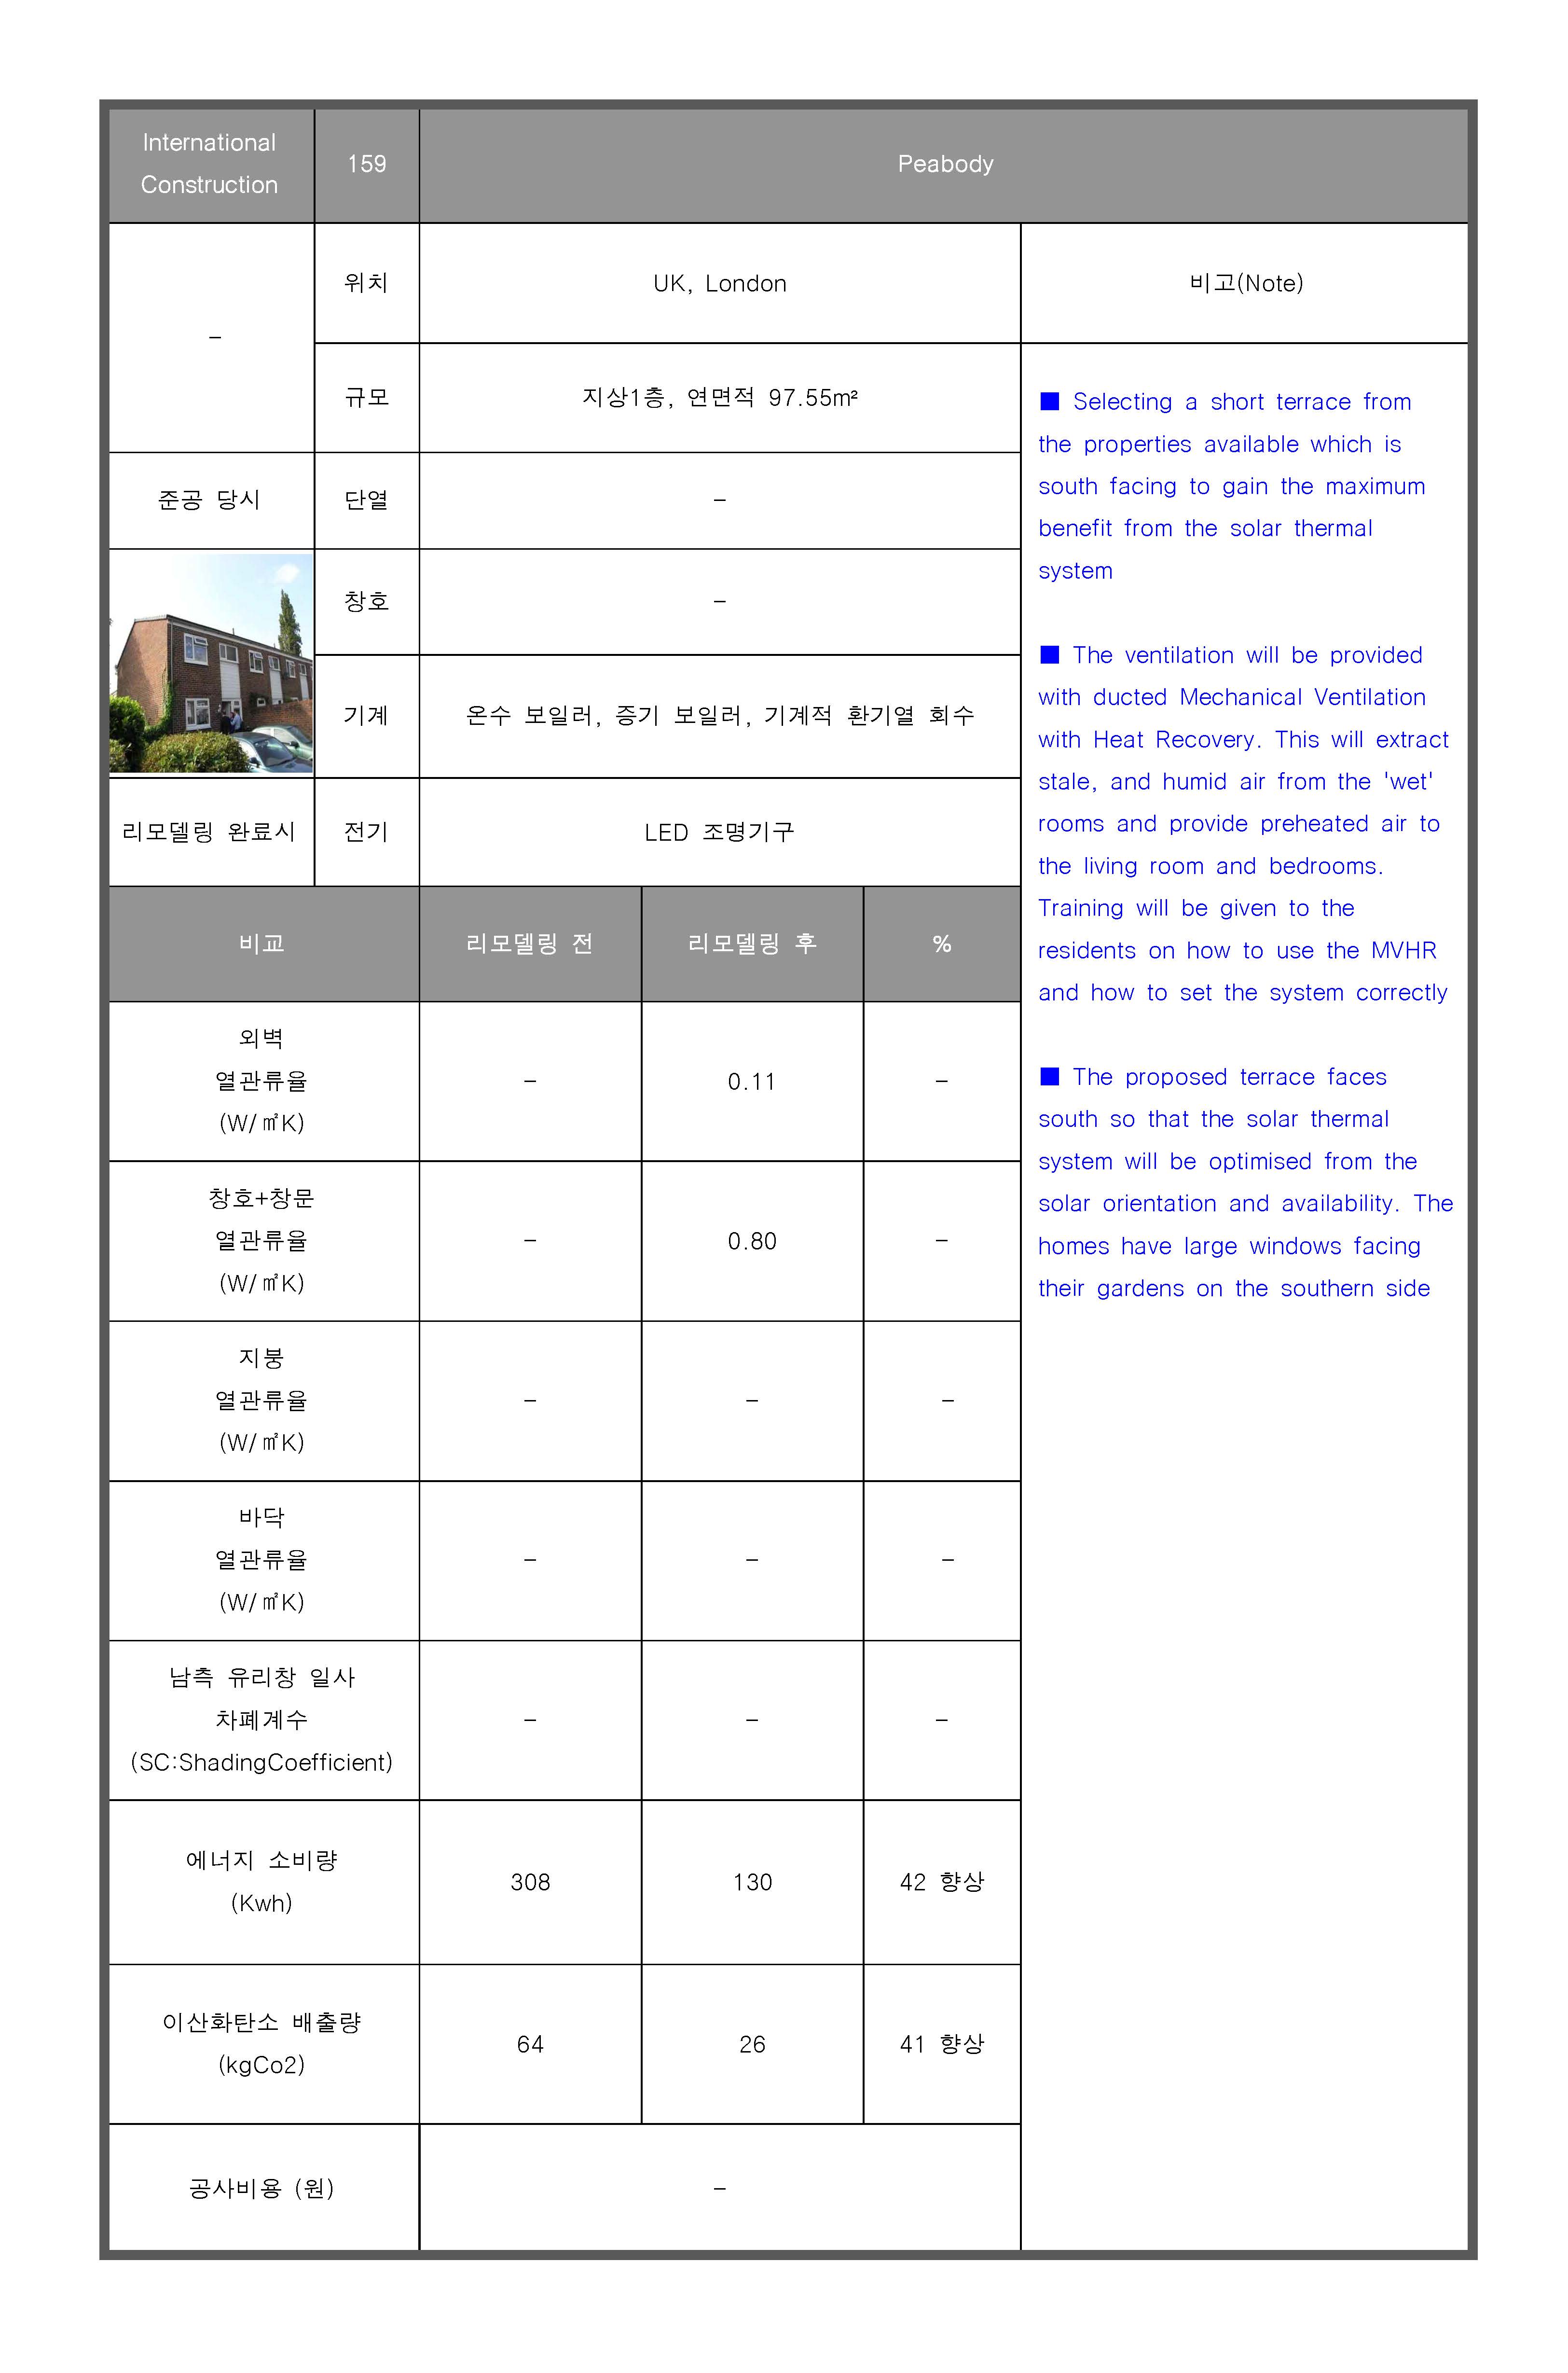 International
Construction
159
Peabody
–
위치
UK, London
비고(Note)
규모
지상1층, 연면적 97.55m²
준공 당시
단열
–
창호
–
기계
온수 보일러, 증기 보일러, 기계적 환기열 회수
리모델링 완료시
전기
LED 조명기구
■ Selecting a short terrace from
the properties available which is
south facing to gain the maximum
benefit from the solar thermal
system
■ The ventilation will be provided
with ducted Mechanical Ventilation
with Heat Recovery. This will extract
stale, and humid air from the 'wet'
rooms and provide preheated air to
the living room and bedrooms.
Training will be given to the
residents on how to use the MVHR
and how to set the system correctly
■ The proposed terrace faces
south so that the solar thermal
system will be optimised from the
solar orientation and availability. The
homes have large windows facing
their gardens on the southern side
비교
리모델링 전
리모델링 후
%
외벽
열관류율
(W/㎡K)
–
0.11
–
창호+창문
열관류율
(W/㎡K)
–
0.80
–
지붕
열관류율
(W/㎡K)
–
–
–
바닥
열관류율
(W/㎡K)
–
–
–
남측 유리창 일사
차폐계수
(SC:ShadingCoefficient)
–
–
–
에너지 소비량
(Kwh)
308
130
42 향상
이산화탄소 배출량
(kgCo2)
64
26
41 향상
공사비용 (원)
–